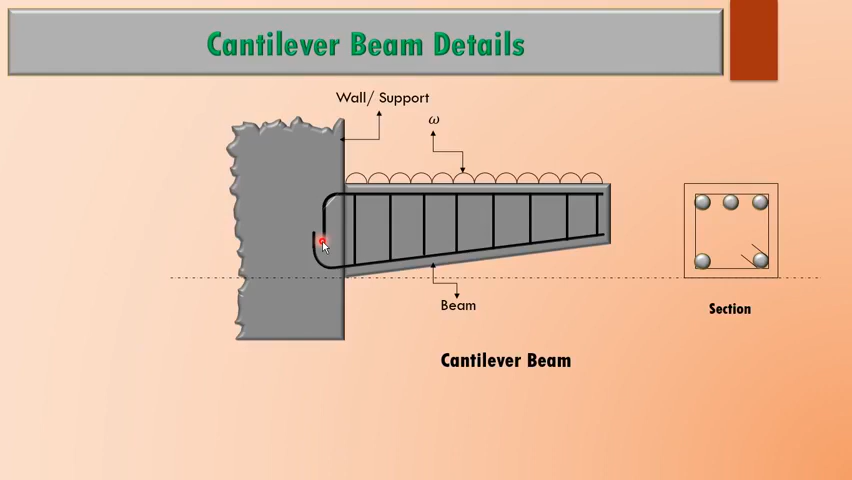 Cantilever Beam Details
Wall/ Support
ω
Beam
Section
Cantilever Beam